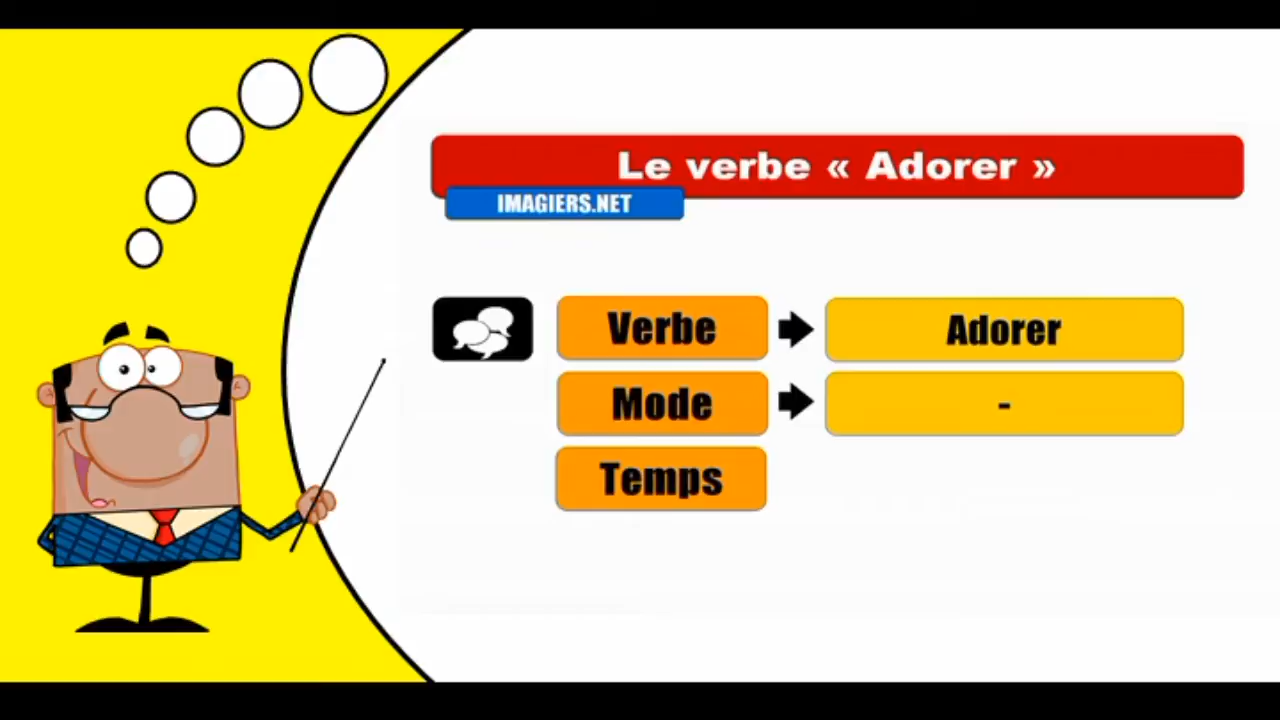 Le verbe « Adorer »
IMAGIERS.NET
Verbe Adorer
Mode -
Temps